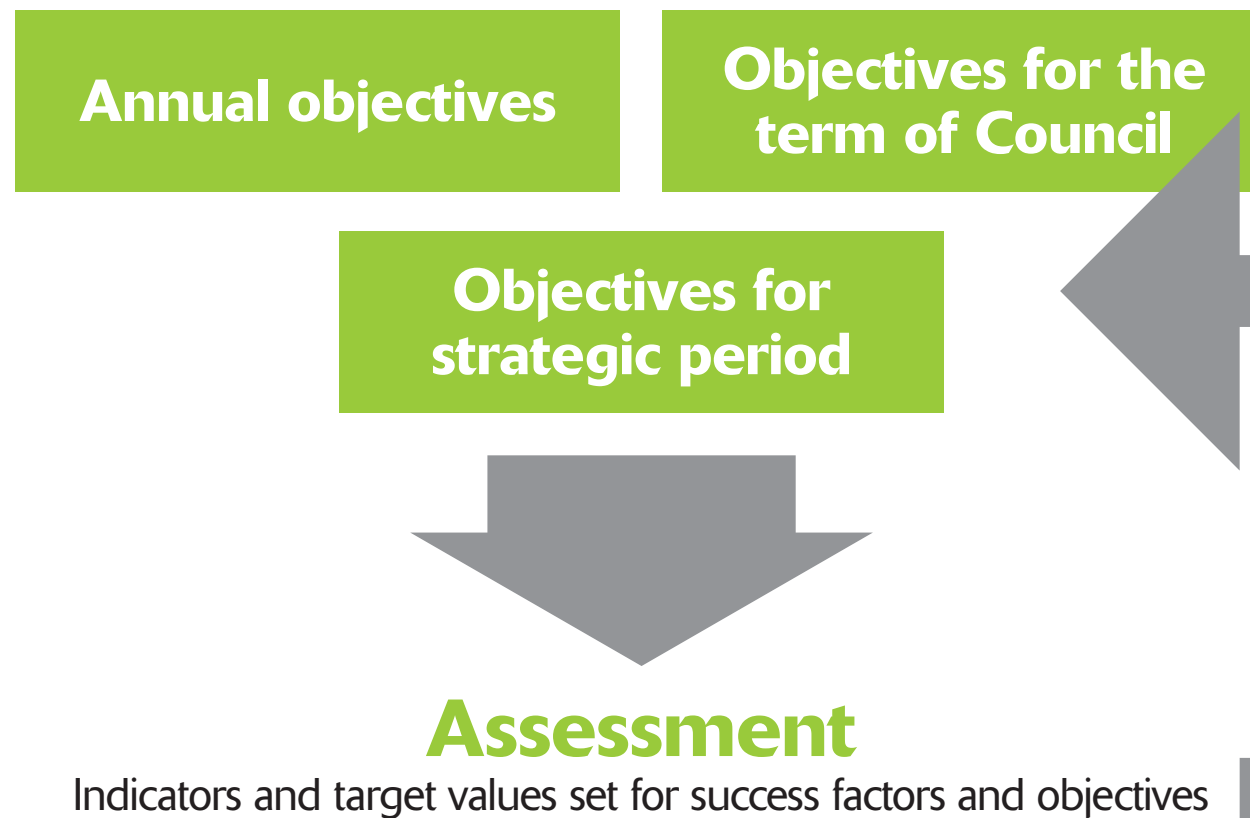 Annual objectives
Objectives for the
term of Council
Objectives for
strategic period
Assessment
Indicators and target values set for success factors and objectives